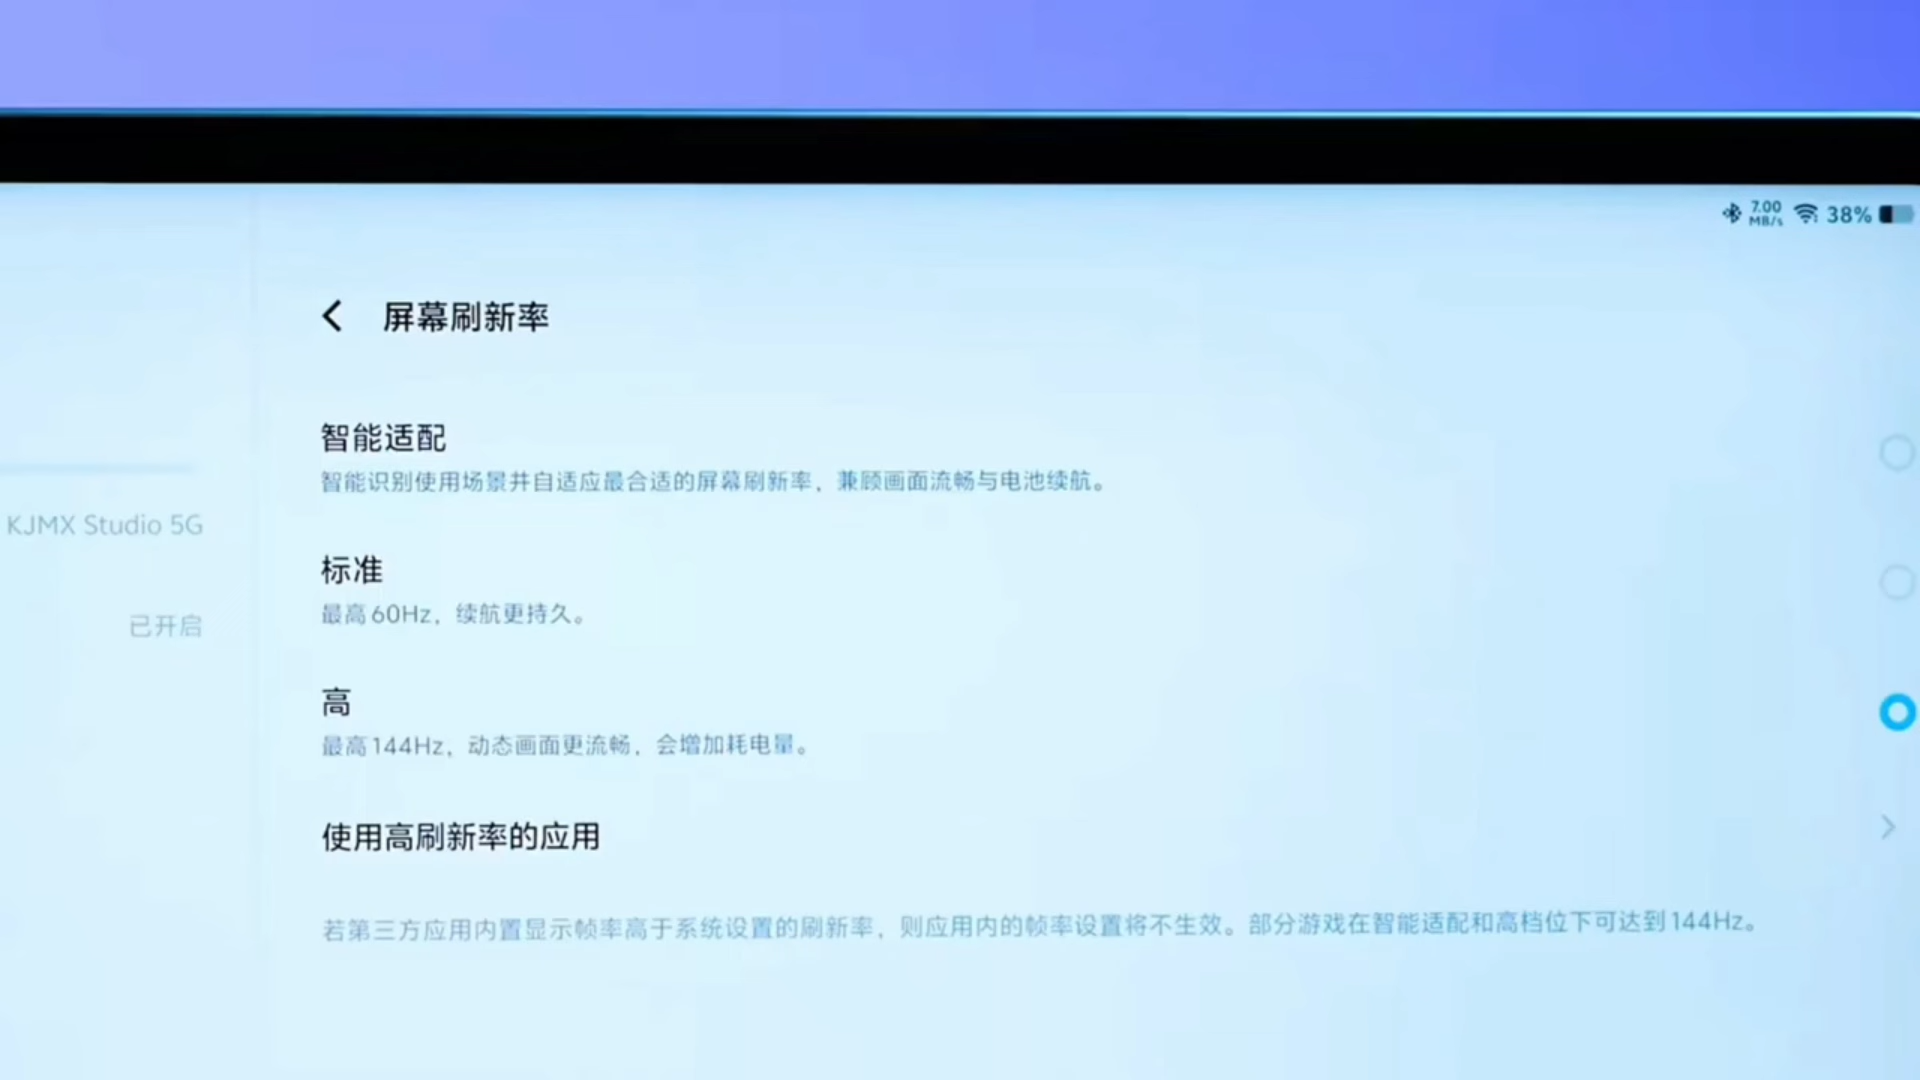 7.00
MB/s
38%
屏幕刷新率
智能适配
智能识别使用场景并自适应最合适的屏幕刷新率，兼顾画面流畅与电池续航。
KJMX Studio 5G
标准
最高60Hz，续航更持久。
已开启
高
最高144Hz，动态画面更流畅，会增加耗电量。
使用高刷新率的应用
若第三方应用内置显示帧率高于系统设置的刷新率，则应用内的帧率设置将不生效。部分游戏在智能适配和高档位下可达到144Hz。